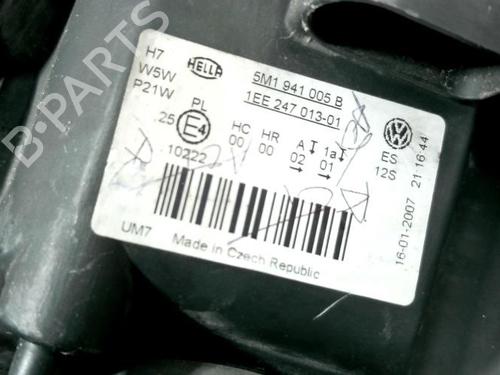 B-PARTS
H7
W5W
P21W
HELLA
5M1 941 005 B
1EE 247 013-01
PL
.25
E4
10222
HC HR A 1a
00 00 02 01
ES
12S
16-01-2007 21:16:44
UM7
Made in Czech Republic